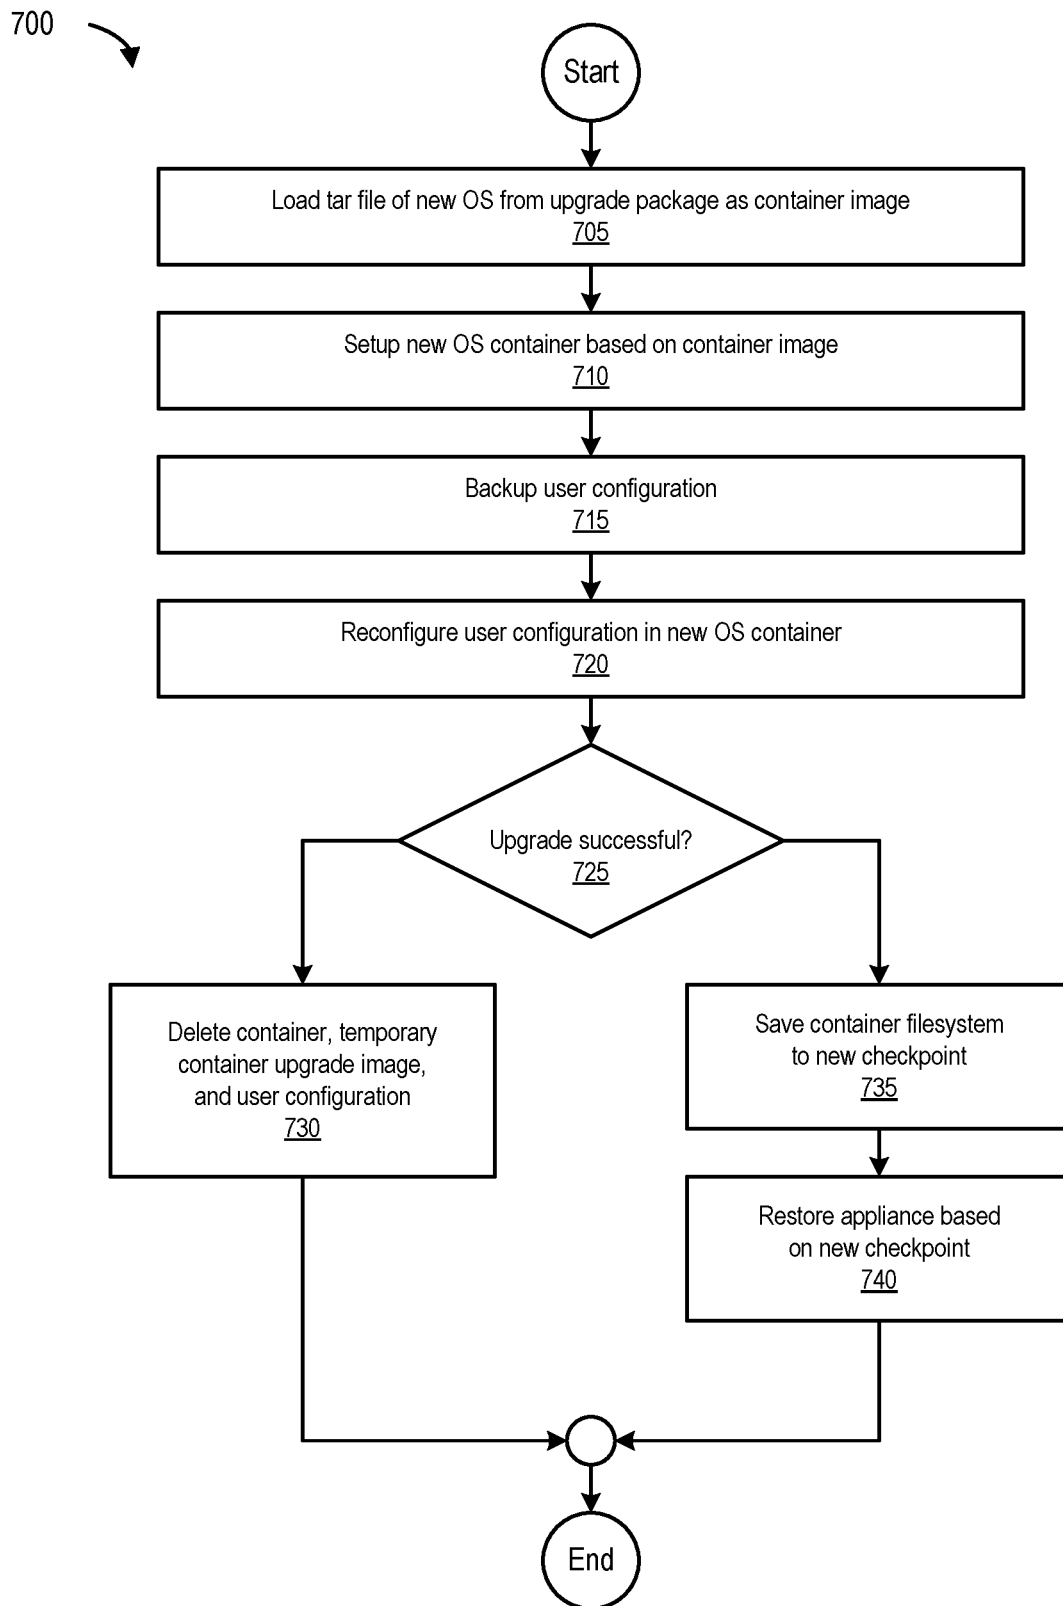 700
Start
Load tar file of new OS from upgrade package as container image
705
Setup new OS container based on container image
710
Backup user configuration
715
Reconfigure user configuration in new OS container
720
Upgrade successful?
725
Delete container, temporary
container upgrade image,
and user configuration
730
Save container filesystem
to new checkpoint
735
Restore appliance based
on new checkpoint
740
End